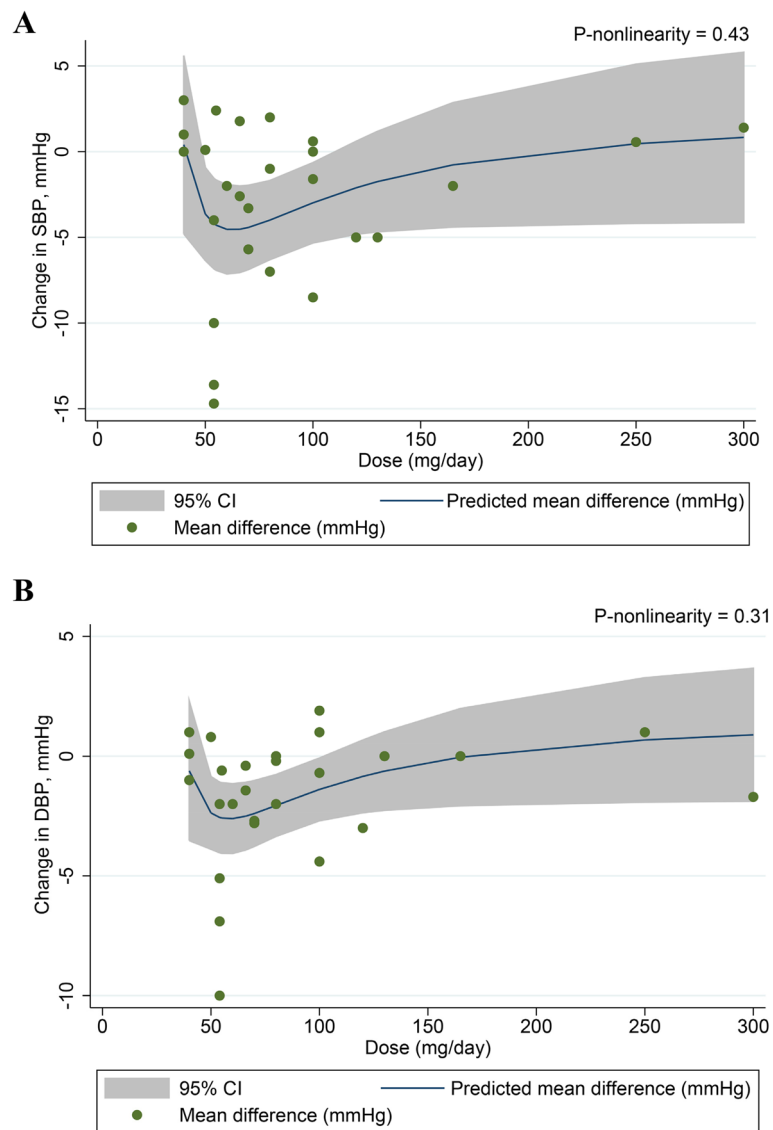 A
P-nonlinearity = 0.43
Change in SBP, mmHg
5
0
-5
-10
-15
0 50 100 150 200 250 300
Dose (mg/day)
95% CI Predicted mean difference (mmHg)
Mean difference (mmHg)
B
P-nonlinearity = 0.31
Change in DBP, mmHg
5
0
-5
-10
0 50 100 150 200 250 300
Dose (mg/day)
95% CI Predicted mean difference (mmHg)
Mean difference (mmHg)